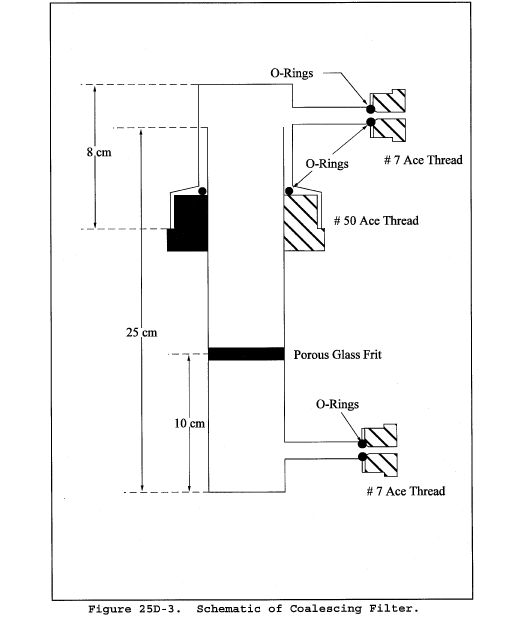 O-Rings
8 cm
O-Rings
# 7 Ace Thread
# 50 Ace Thread
25 cm
Porous Glass Frit
O-Rings
10 cm
# 7 Ace Thread
Figure 25D-3. Schematic of Coalescing Filter.